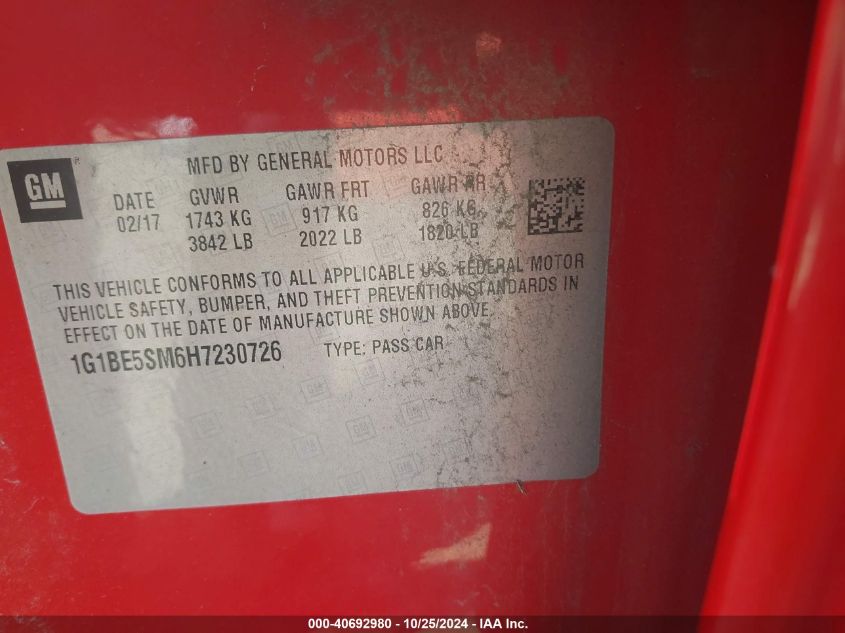 GM
MFD BY GENERAL MOTORS LLC
DATE GVWR GAWR FRT GAWR RR
02/17 1743 KG 917 KG 826 KG
3842 LB 2022 LB 1820 LB
THIS VEHICLE CONFORMS TO ALL APPLICABLE U.S. FEDERAL MOTOR
VEHICLE SAFETY, BUMPER, AND THEFT PREVENTION STANDARDS IN
EFFECT ON THE DATE OF MANUFACTURE SHOWN ABOVE.
1G1BE5SM6H7230726 TYPE: PASS CAR
000-40692980 - 10/25/2024 - IAA Inc.